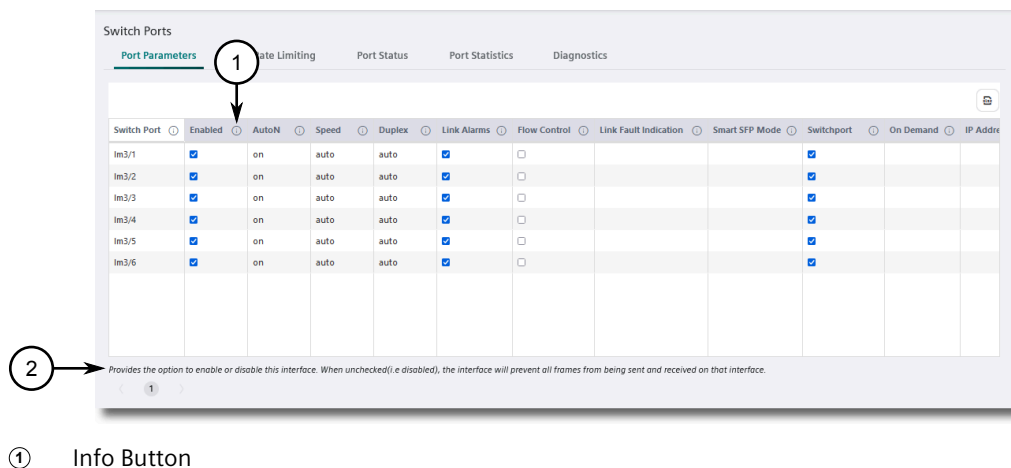 Switch Ports
Port Parameters ate Limiting Port Status Port Statistics Diagnostics
1
Switch Port Enabled AutoN Speed Duplex Link Alarms Flow Control Link Fault Indication Smart SFP Mode Switchport On Demand IP Addre
lm3/1 on auto auto
lm3/2 on auto auto
lm3/3 on auto auto
lm3/4 on auto auto
lm3/5 on auto auto
lm3/6 on auto auto
2
Provides the option to enable or disable this interface. When unchecked(i.e disabled), the interface will prevent all frames from being sent and received on that interface.
1
① Info Button